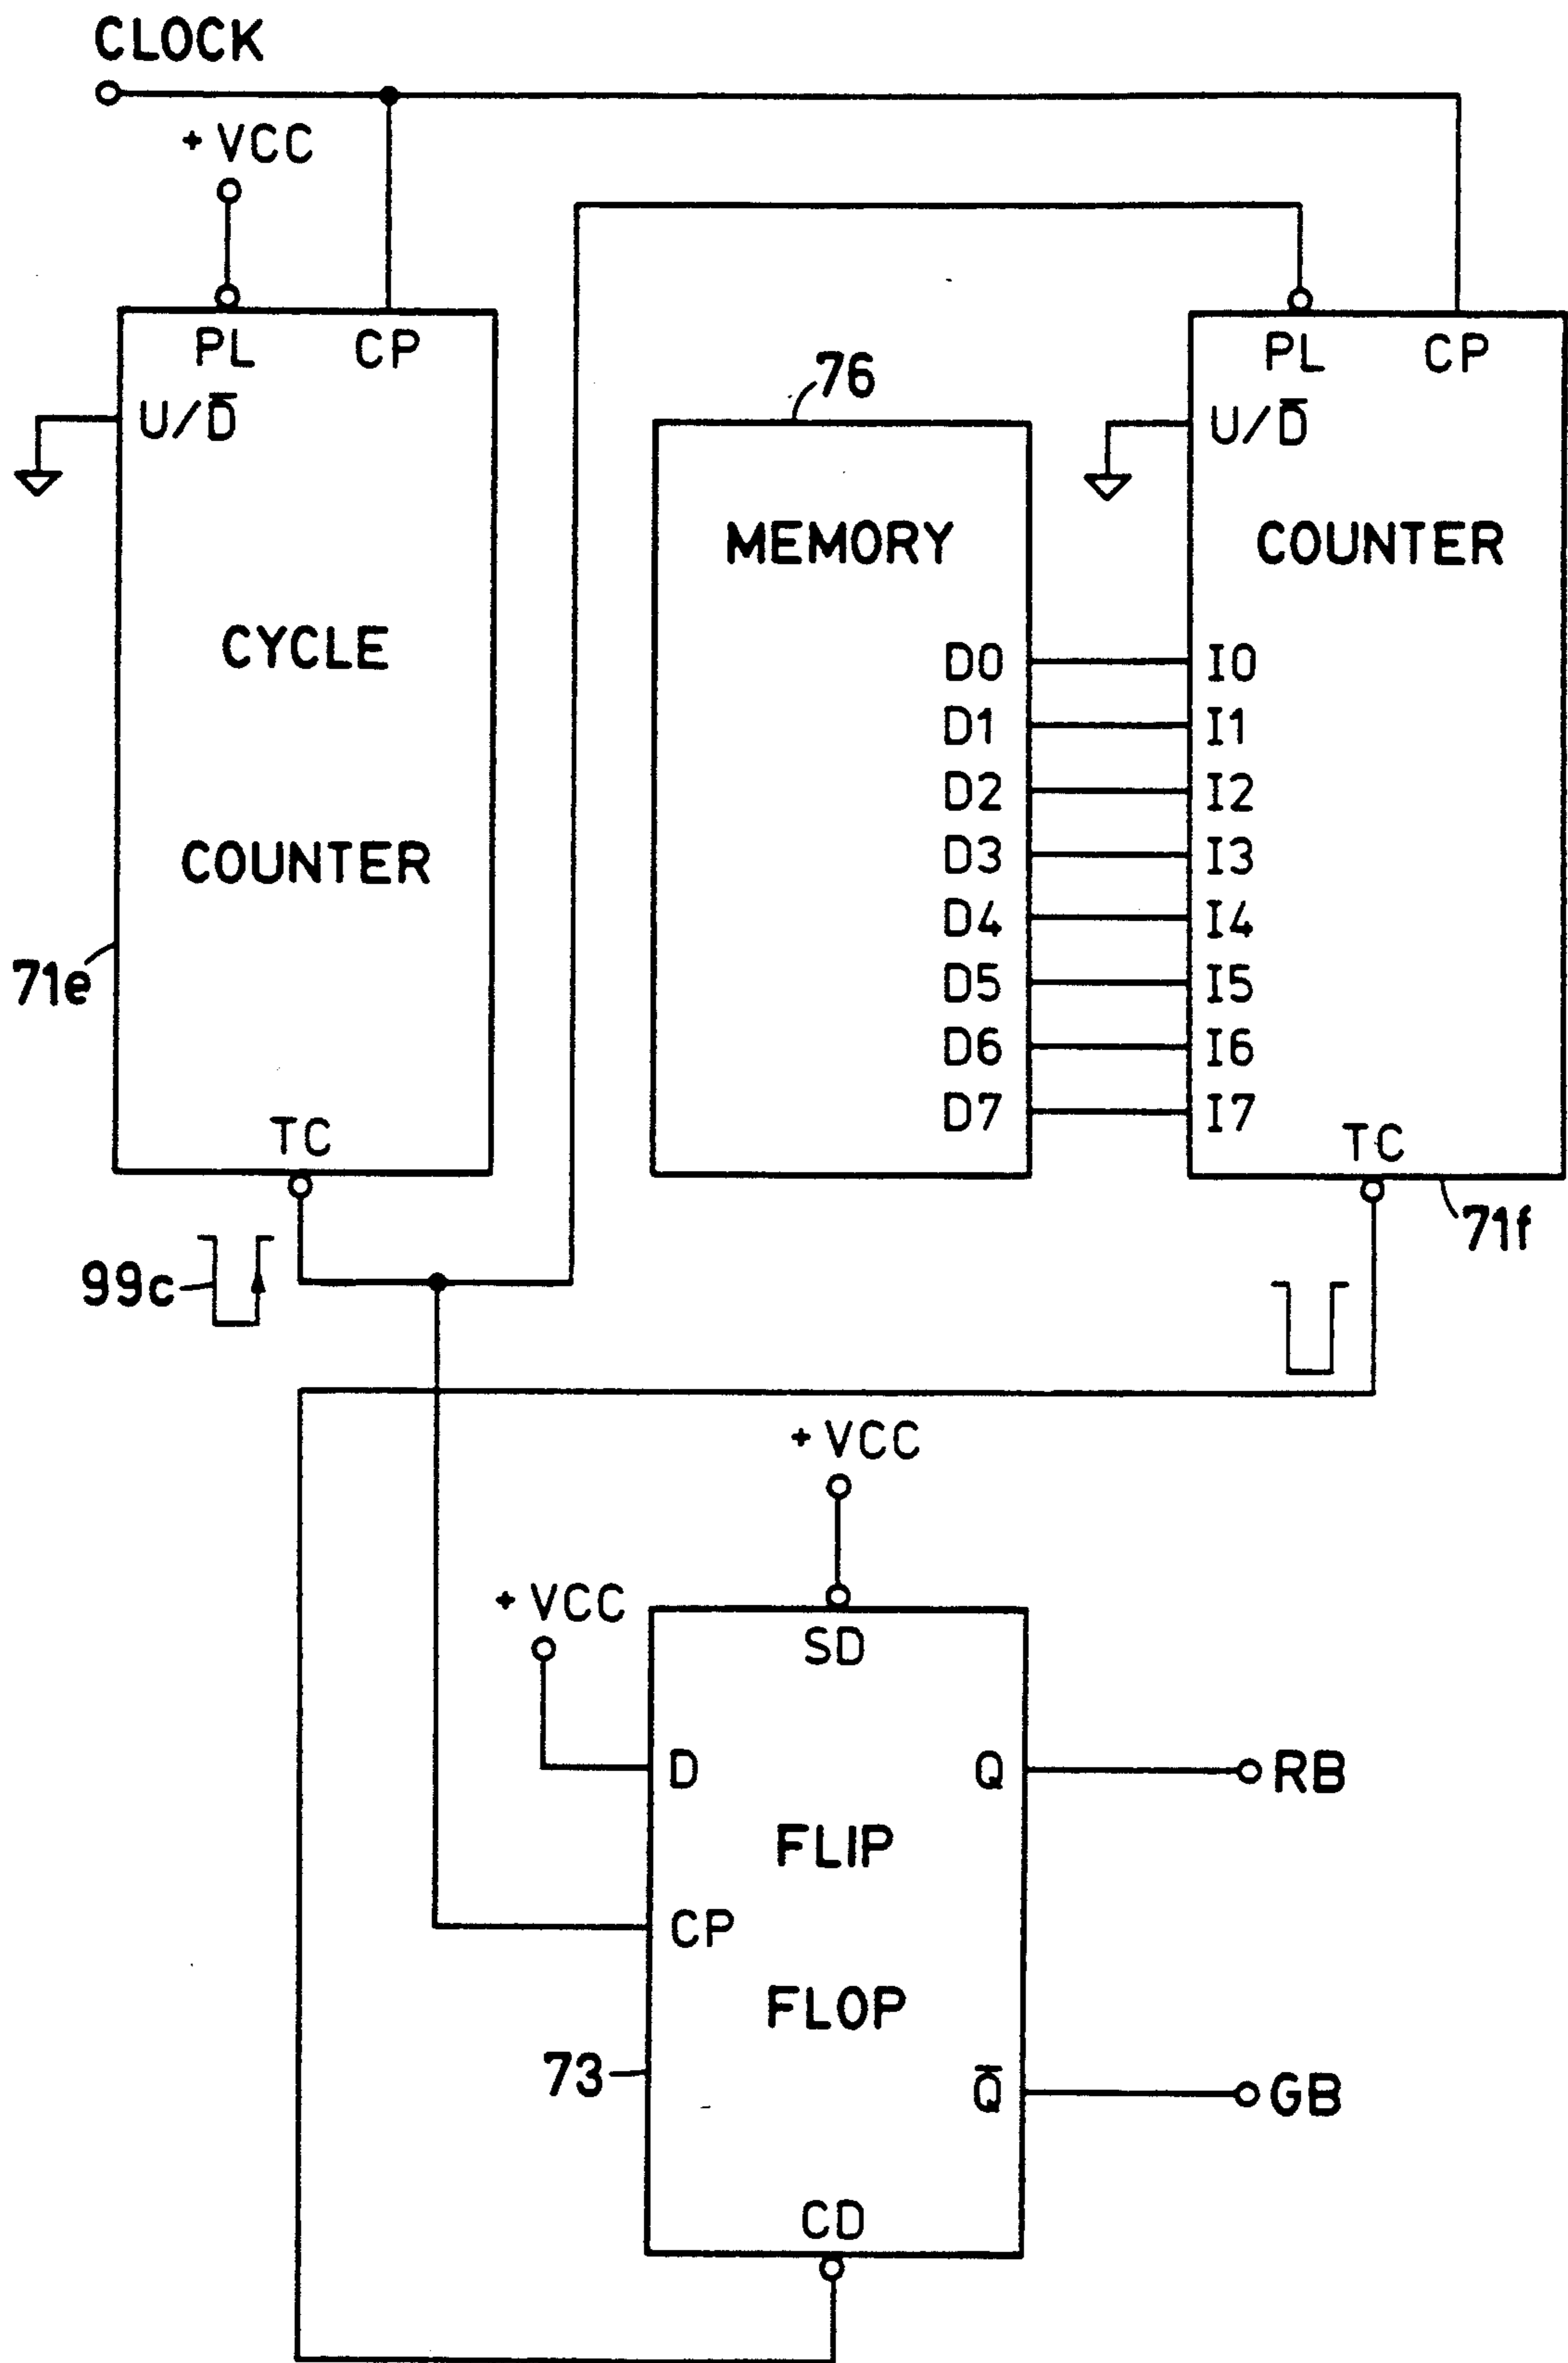 CLOCK
+VCC
PL CP
U/D̅
CYCLE
COUNTER
TC
71e
99c
76
MEMORY
D0
D1
D2
D3
D4
D5
D6
D7
PL CP
U/D̅
COUNTER
I0
I1
I2
I3
I4
I5
I6
I7
TC
71f
+VCC
+VCC
SD
D Q
RB
FLIP
CP
FLOP
73
Q̅
GB
CD